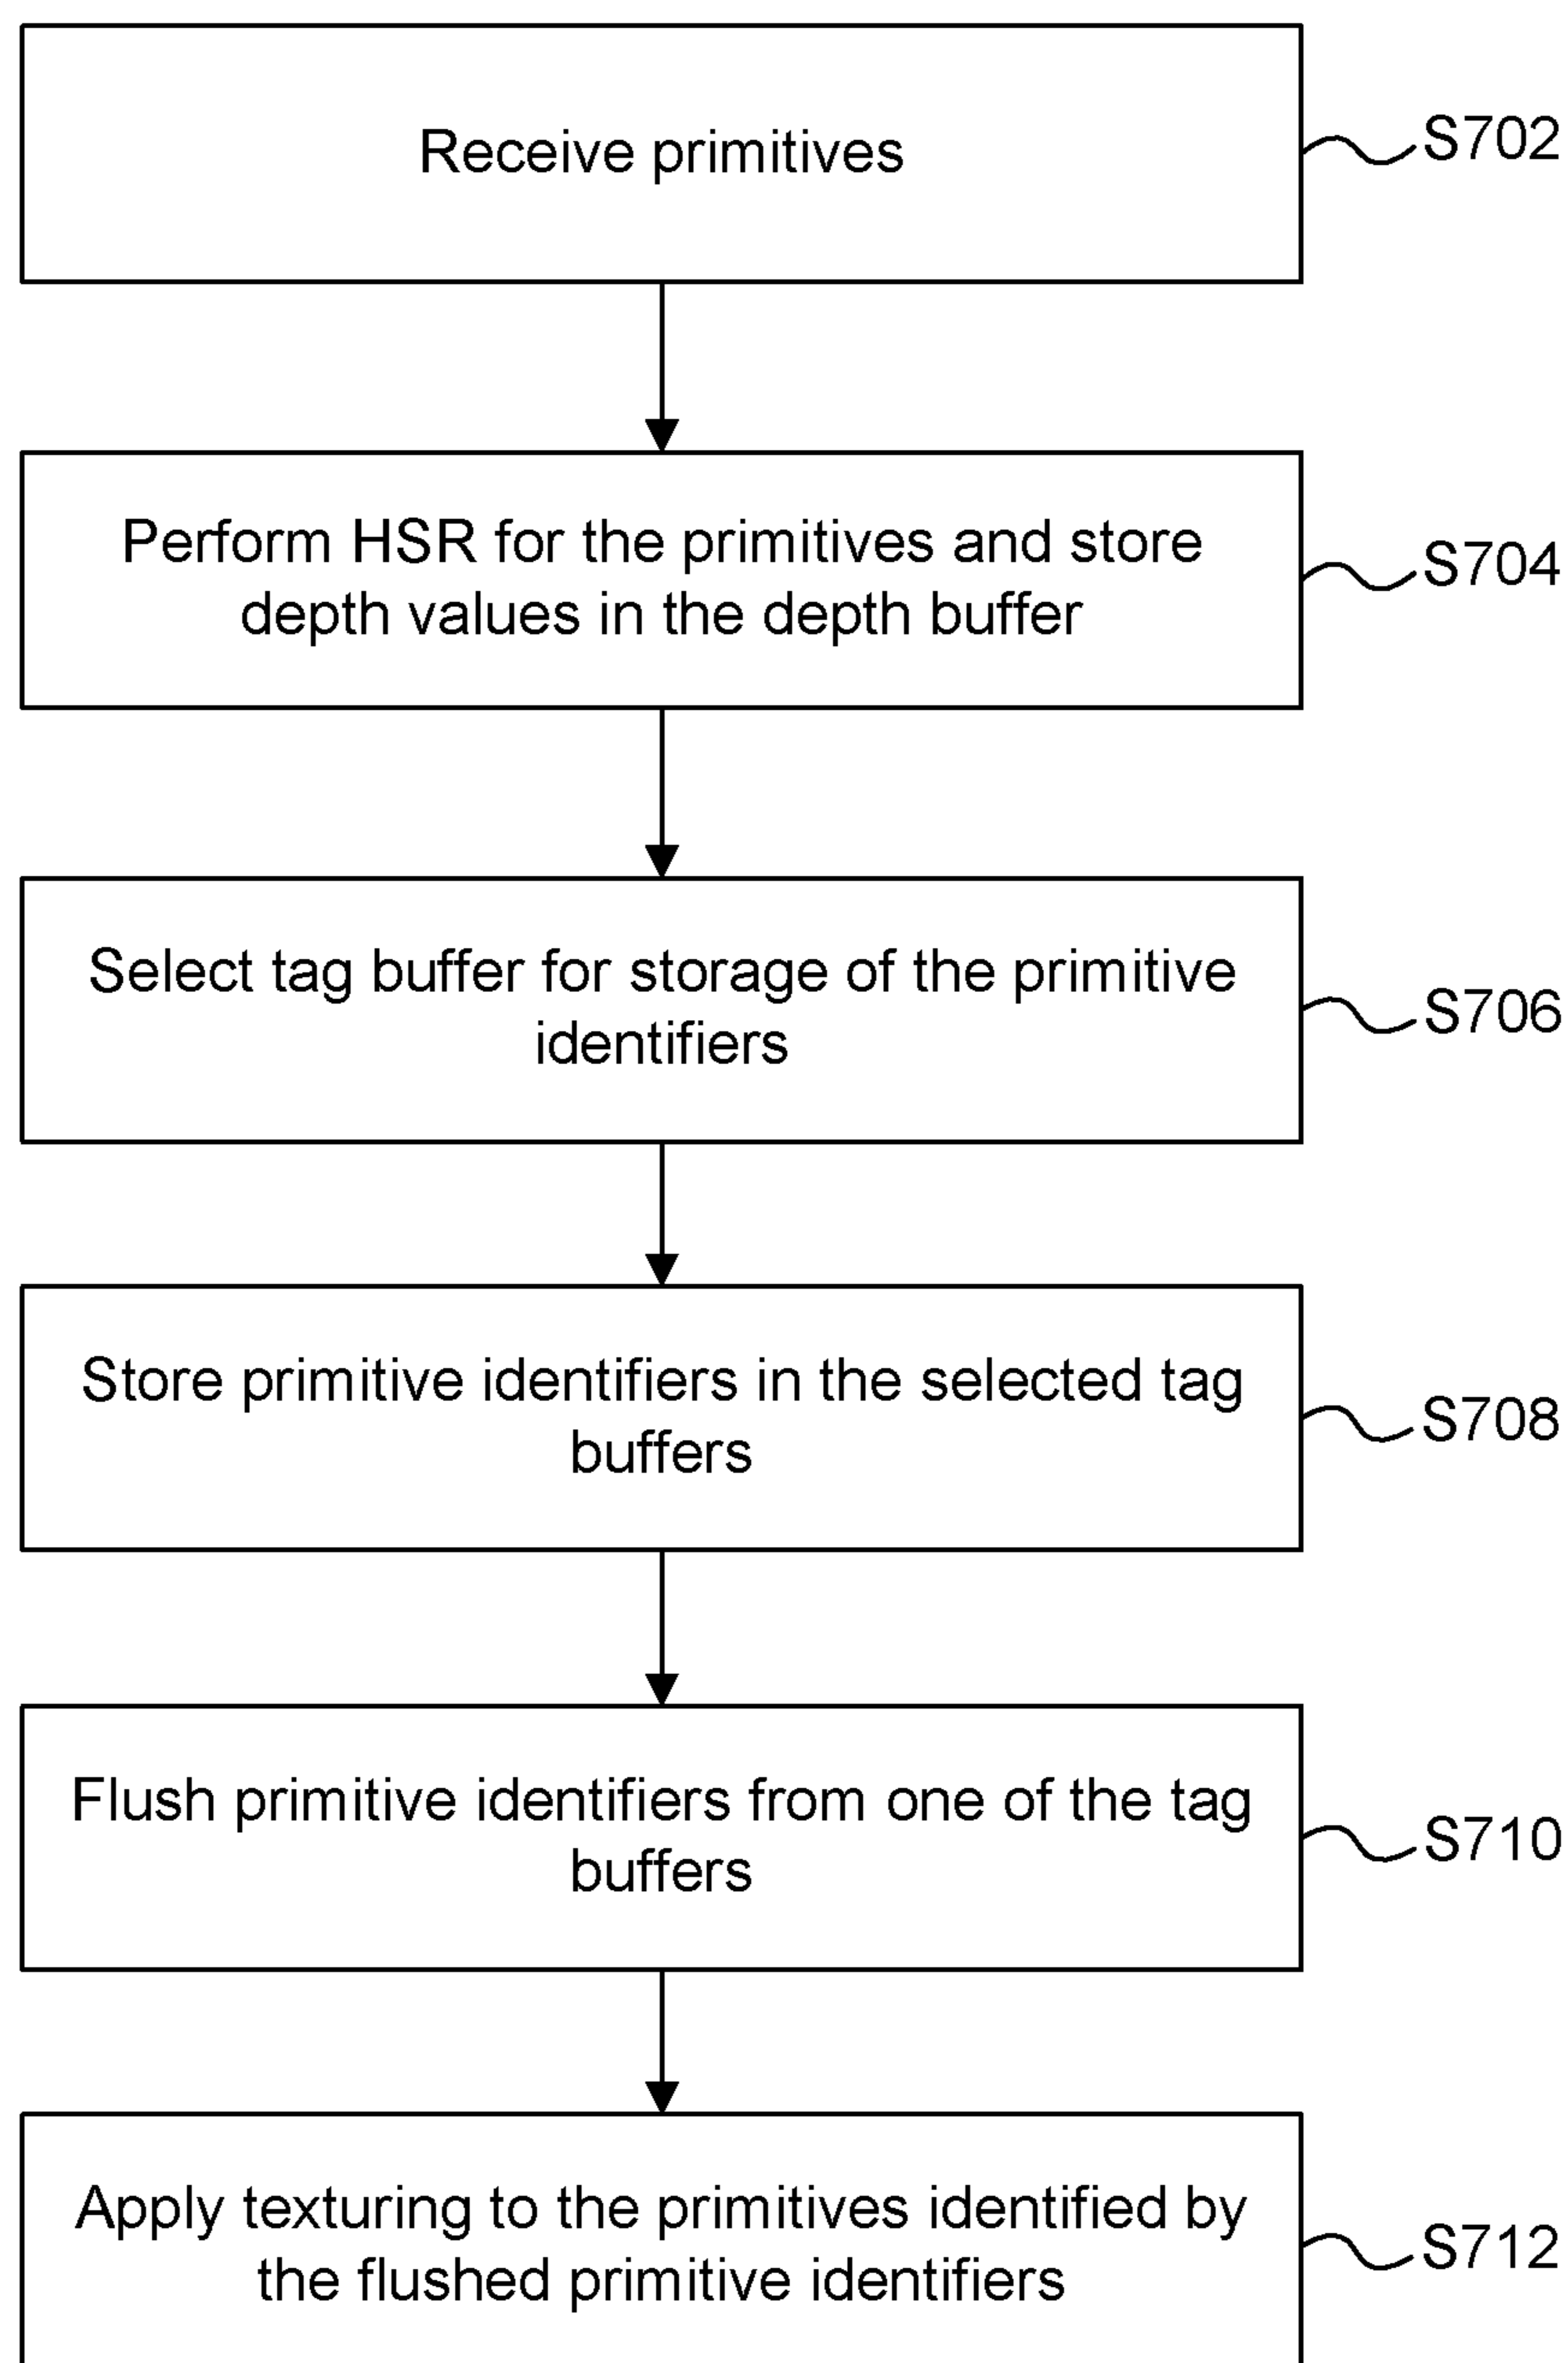 Receive primitives
S702
Perform HSR for the primitives and store
depth values in the depth buffer
S704
Select tag buffer for storage of the primitive
identifiers
S706
Store primitive identifiers in the selected tag
buffers
S708
Flush primitive identifiers from one of the tag
buffers
S710
Apply texturing to the primitives identified by
the flushed primitive identifiers
S712